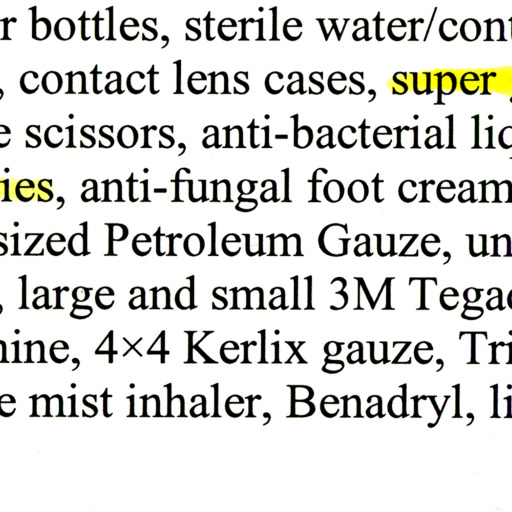 r bottles, sterile water/cont
, contact lens cases, super
e scissors, anti-bacterial liq
ies, anti-fungal foot cream
sized Petroleum Gauze, un
, large and small 3M Tega
nine, 4×4 Kerlix gauze, Tri
e mist inhaler, Benadryl, li